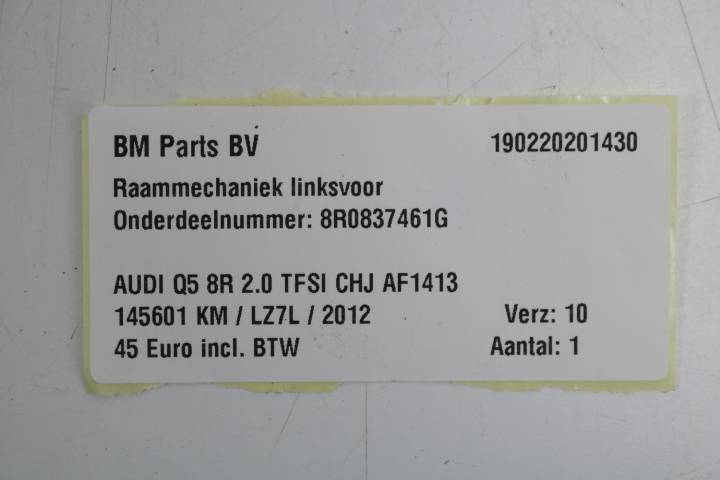 BM Parts BV 190220201430
Raammechaniek linksvoor
Onderdeelnummer: 8R0837461G
AUDI Q5 8R 2.0 TFSI CHJ AF1413
145601 KM / LZ7L / 2012 Verz: 10
45 Euro incl. BTW Aantal: 1